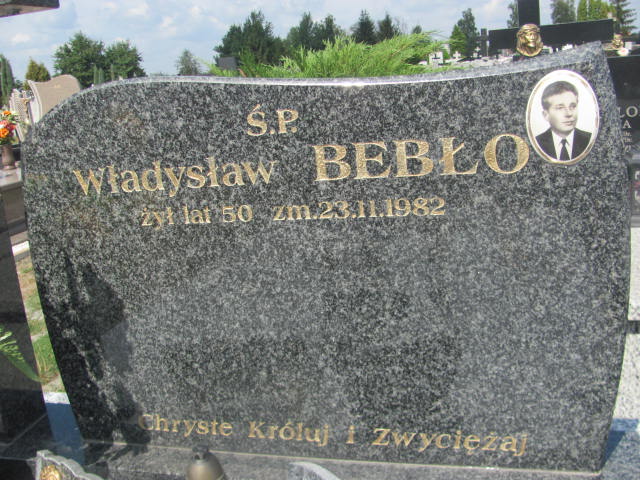 Ś.P
Władysław BEBŁO
żył lat 50 zm.23.11.1982
Chryste Króluj i Zwyciężaj